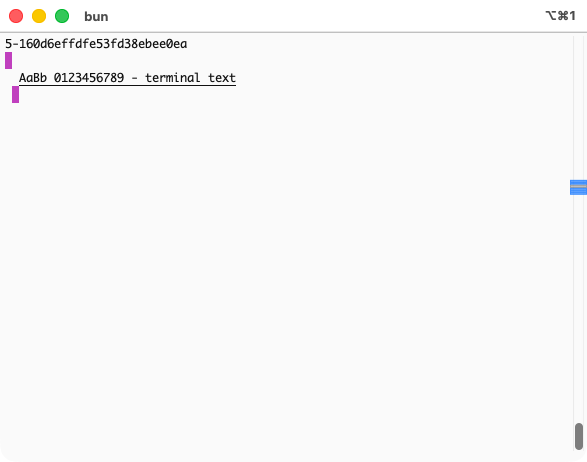 bun
⌥⌘1
5-160d6effdfe53fd38ebee0ea
AaBb 0123456789 - terminal text